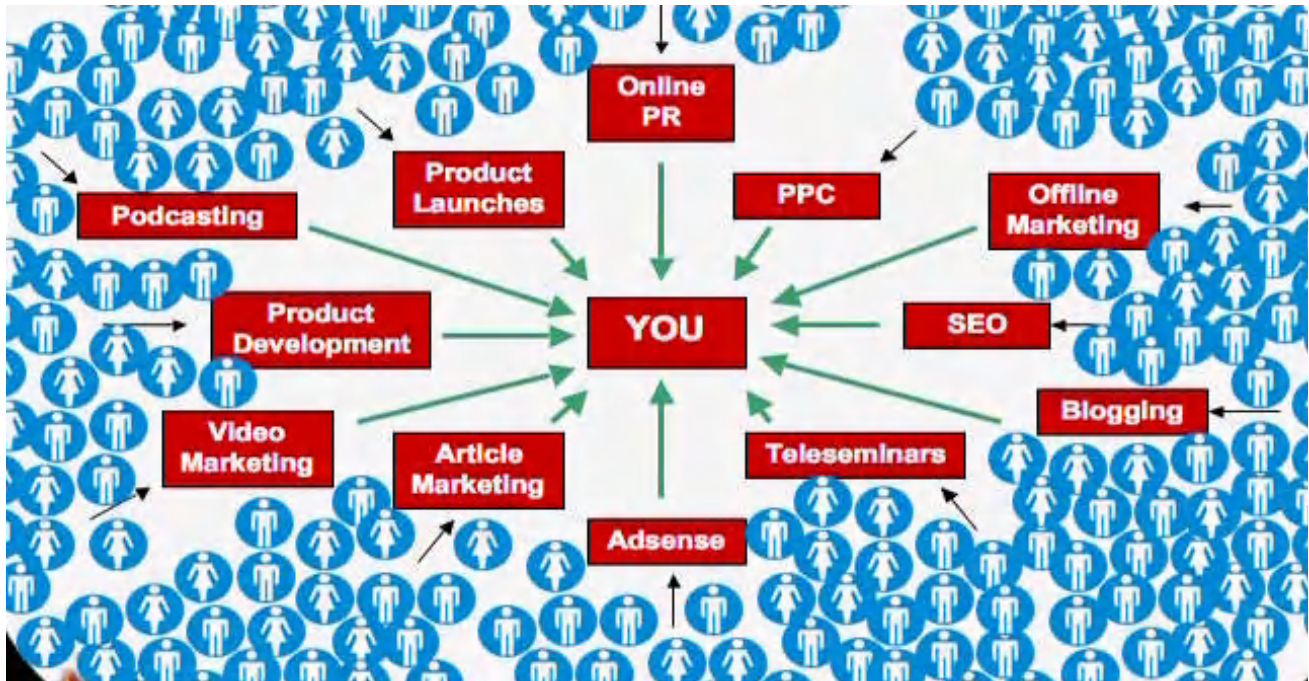 Online
PR
Product
Launches
PPC
Podcasting
Offline
Marketing
Product
Development
YOU
SEO
Blogging
Video
Marketing
Article
Marketing
Teleseminars
Adsense